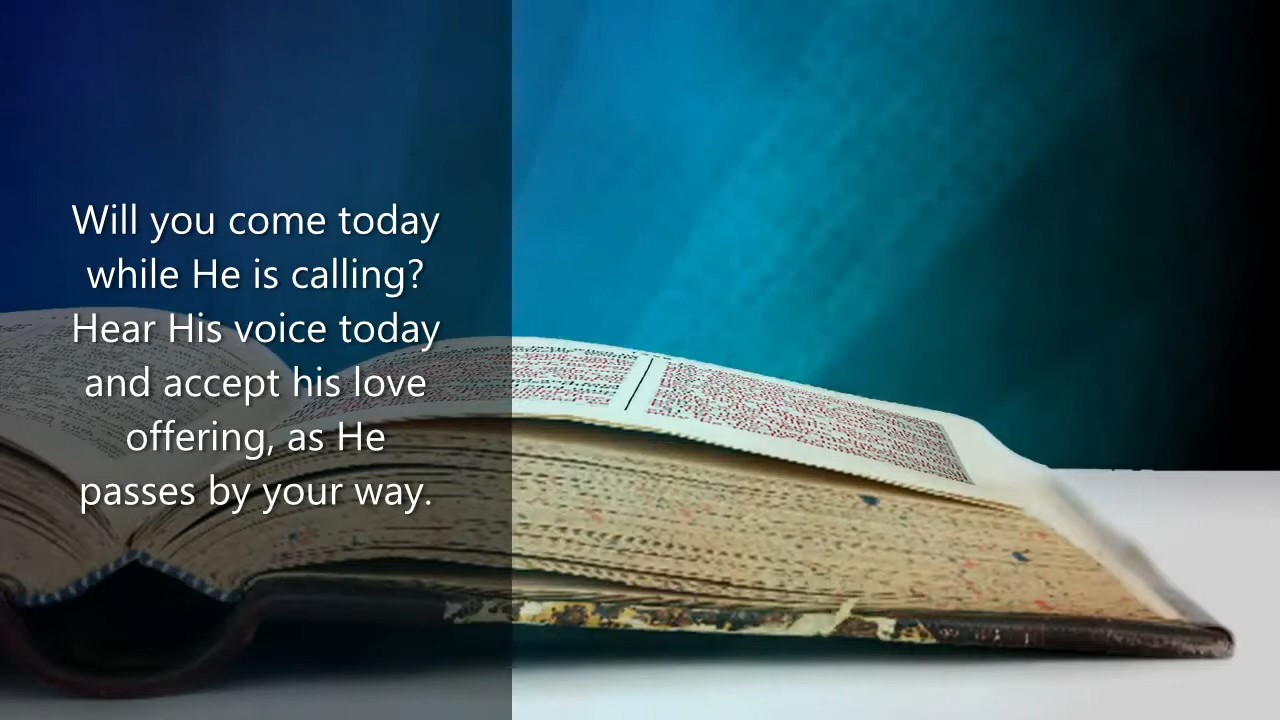 Will you come today
while He is calling?
Hear His voice today
and accept his love
offering, as He
passes by your way.